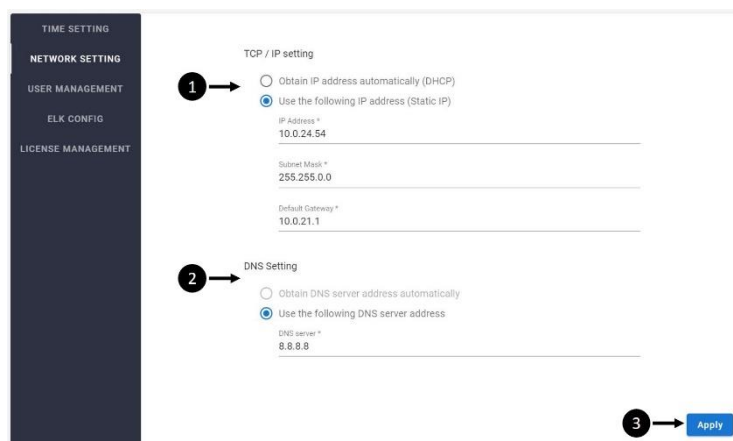 TIME SETTING
NETWORK SETTING
USER MANAGEMENT
ELK CONFIG
LICENSE MANAGEMENT
TCP / IP setting
1
Obtain IP address automatically (DHCP)
Use the following IP address (Static IP)
IP Address *
10.0.24.54
Subnet Mask *
255.255.0.0
Default Gateway *
10.0.21.1
DNS Setting
2
Obtain DNS server address automatically
Use the following DNS server address
DNS server *
8.8.8.8
3
Apply